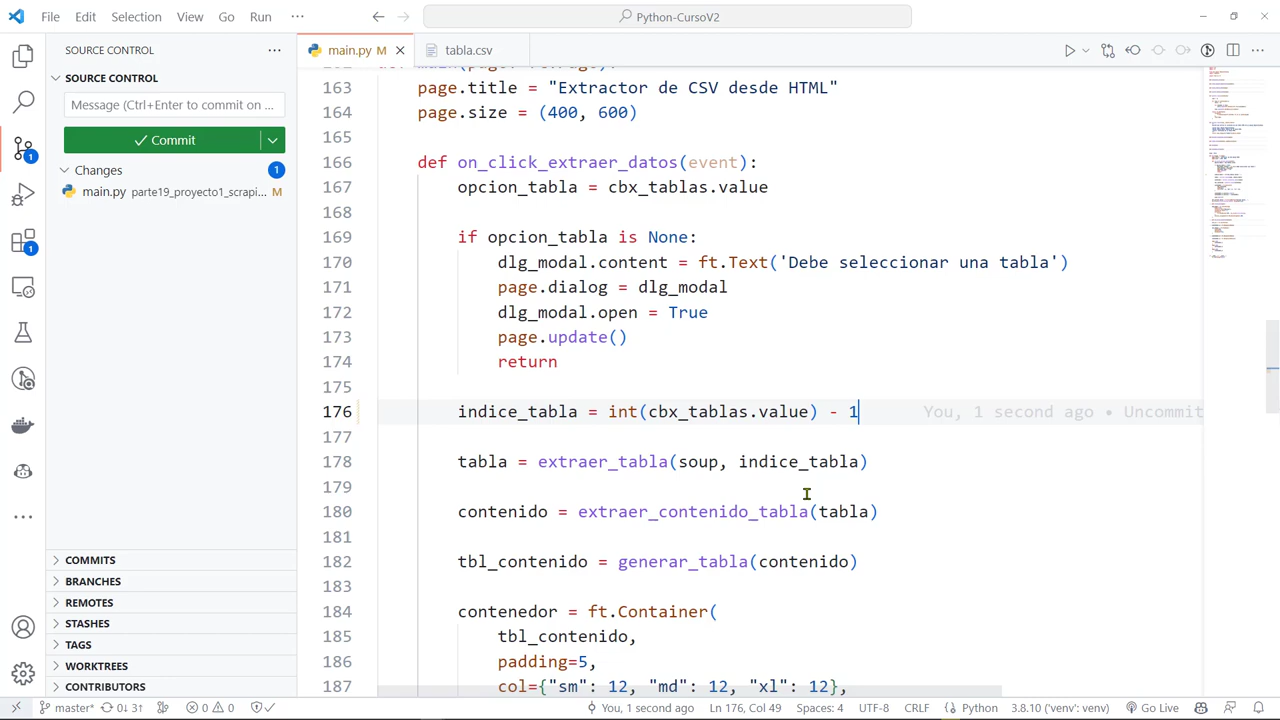 File Edit Selection View Go Run ···
Python-CursoV2
SOURCE CONTROL
main.py M
tabla.csv
SOURCE CONTROL
Message (Ctrl+Enter to commit on
Commit
Changes
1
main.py parte19_proyecto1_scra... M
COMMITS
BRANCHES
REMOTES
STASHES
TAGS
WORKTREES
CONTRIBUTORS
163 page.title = "Extractor de CSV desde HTML"
164 page.size = (400, 600)
165
166 def on_click_extraer_datos(event):
167 opcion_tabla = cbx_tablas.value
168
169 if opcion_tabla is None:
170 dlg_modal.content = ft.Text('Debe seleccionar una tabla')
171 page.dialog = dlg_modal
172 dlg_modal.open = True
173 page.update()
174 return
175
176 indice_tabla = int(cbx_tablas.value) - 1 You, 1 second ago • Uncommit
177
178 tabla = extraer_tabla(soup, indice_tabla)
179
180 contenido = extraer_contenido_tabla(tabla)
181
182 tbl_contenido = generar_tabla(contenido)
183
184 contenedor = ft.Container(
185 tbl_contenido,
186 padding=5,
187 col={"sm": 12, "md": 12, "xl": 12},
master* 0↓ 3↑ 0 0 You, 1 second ago Ln 176, Col 49 Spaces: 4 UTF-8 CRLF Python 3.8.10 ('venv': venv) Go Live